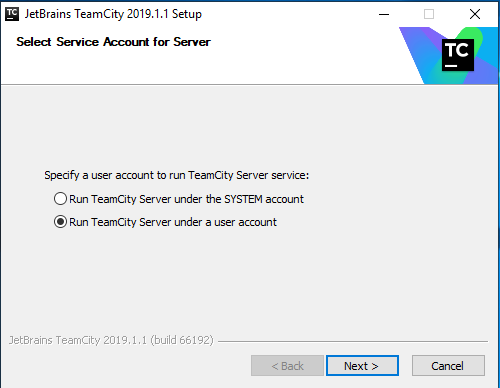 JetBrains TeamCity 2019.1.1 Setup
Select Service Account for Server
TC
Specify a user account to run TeamCity Server service:
Run TeamCity Server under the SYSTEM account
Run TeamCity Server under a user account
JetBrains TeamCity 2019.1.1 (build 66192)
< Back
Next >
Cancel